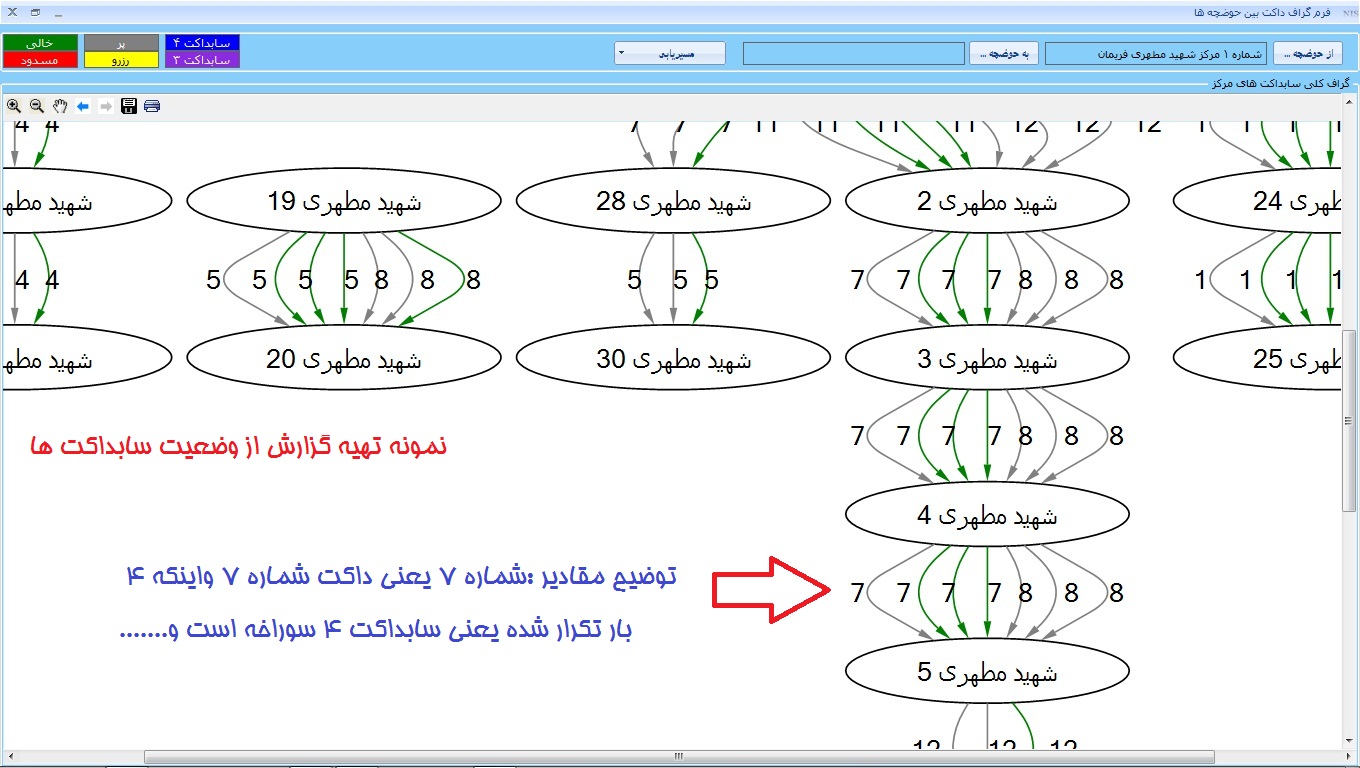 فرم گراف داکت بین حوضچه ها
NIS
از حوضچه ...
شماره ۱ مرکز شهید مطهری فریمان
به حوضچه ...
مسیریابی
سابداکت ۴
پر
خالی
سابداکت ۳
رزرو
مسدود
گراف کلی سابداکت های مرکز
4 4 7 7 7 11 11 11 11 12 12 12 1 1 1 1
شهید مطهری
شهید مطهری 19
شهید مطهری 28
شهید مطهری 2
24
4 4 5 5 5 5 8 8 8 5 5 5 7 7 7 7 8 8 8 1 1 1 1
شهید مطهری
شهید مطهری 20
شهید مطهری 30
شهید مطهری 3
25
7 7 7 7 8 8 8
نمونه تهیه گزارش از وضعیت سابداکت ها
شهید مطهری 4
توضیح مقادیر :شماره ۷ یعنی داکت شماره ۷ واینکه ۴
بار تکرار شده یعنی سابداکت ۴ سوراخه است و.......
7 7 7 7 8 8 8
شهید مطهری 5
12 12 12